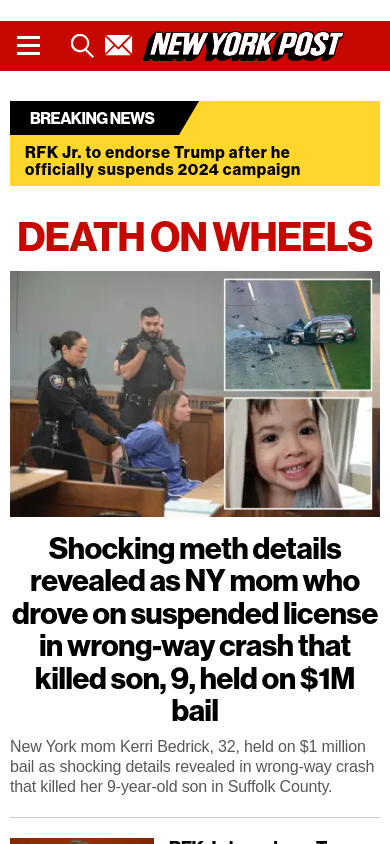 NEW YORK POST
BREAKING NEWS
RFK Jr. to endorse Trump after he
officially suspends 2024 campaign
DEATH ON WHEELS
Shocking meth details
revealed as NY mom who
drove on suspended license
in wrong-way crash that
killed son, 9, held on $1M
bail
New York mom Kerri Bedrick, 32, held on $1 million
bail as shocking details revealed in wrong-way crash
that killed her 9-year-old son in Suffolk County.